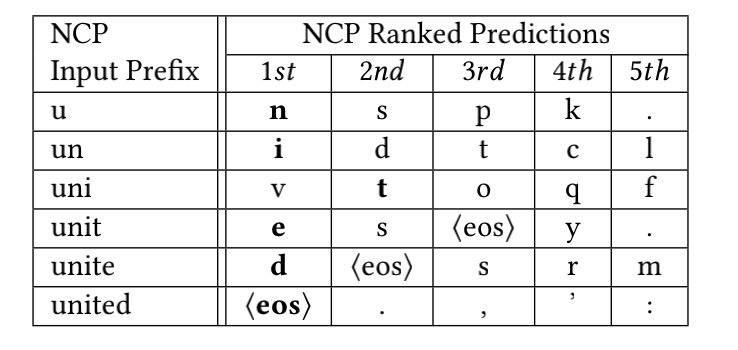 NCP NCP Ranked Predictions
Input Prefix 1st 2nd 3rd 4th 5th
u n s p k .
un i d t c l
uni v t o q f
unit e s ⟨eos⟩ y .
unite d ⟨eos⟩ s r m
united ⟨eos⟩ . , ’ :